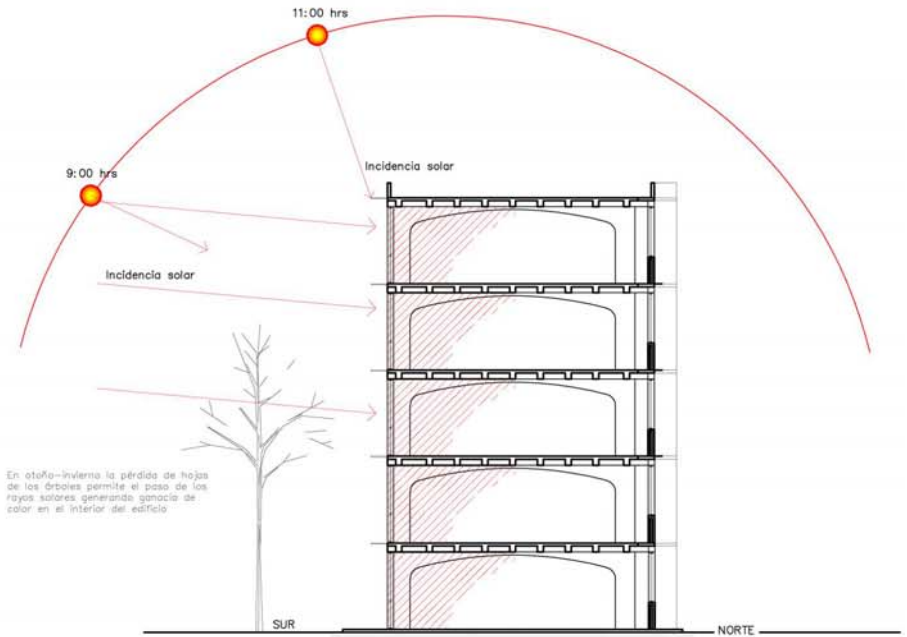 11:00 hrs
Incidencia solar
9:00 hrs
Incidencia solar
En otoño-invierno la pérdida de hojas
de los árboles permite el paso de los
rayos solares generando ganacia de
calor en el interior del edificio
SUR
NORTE